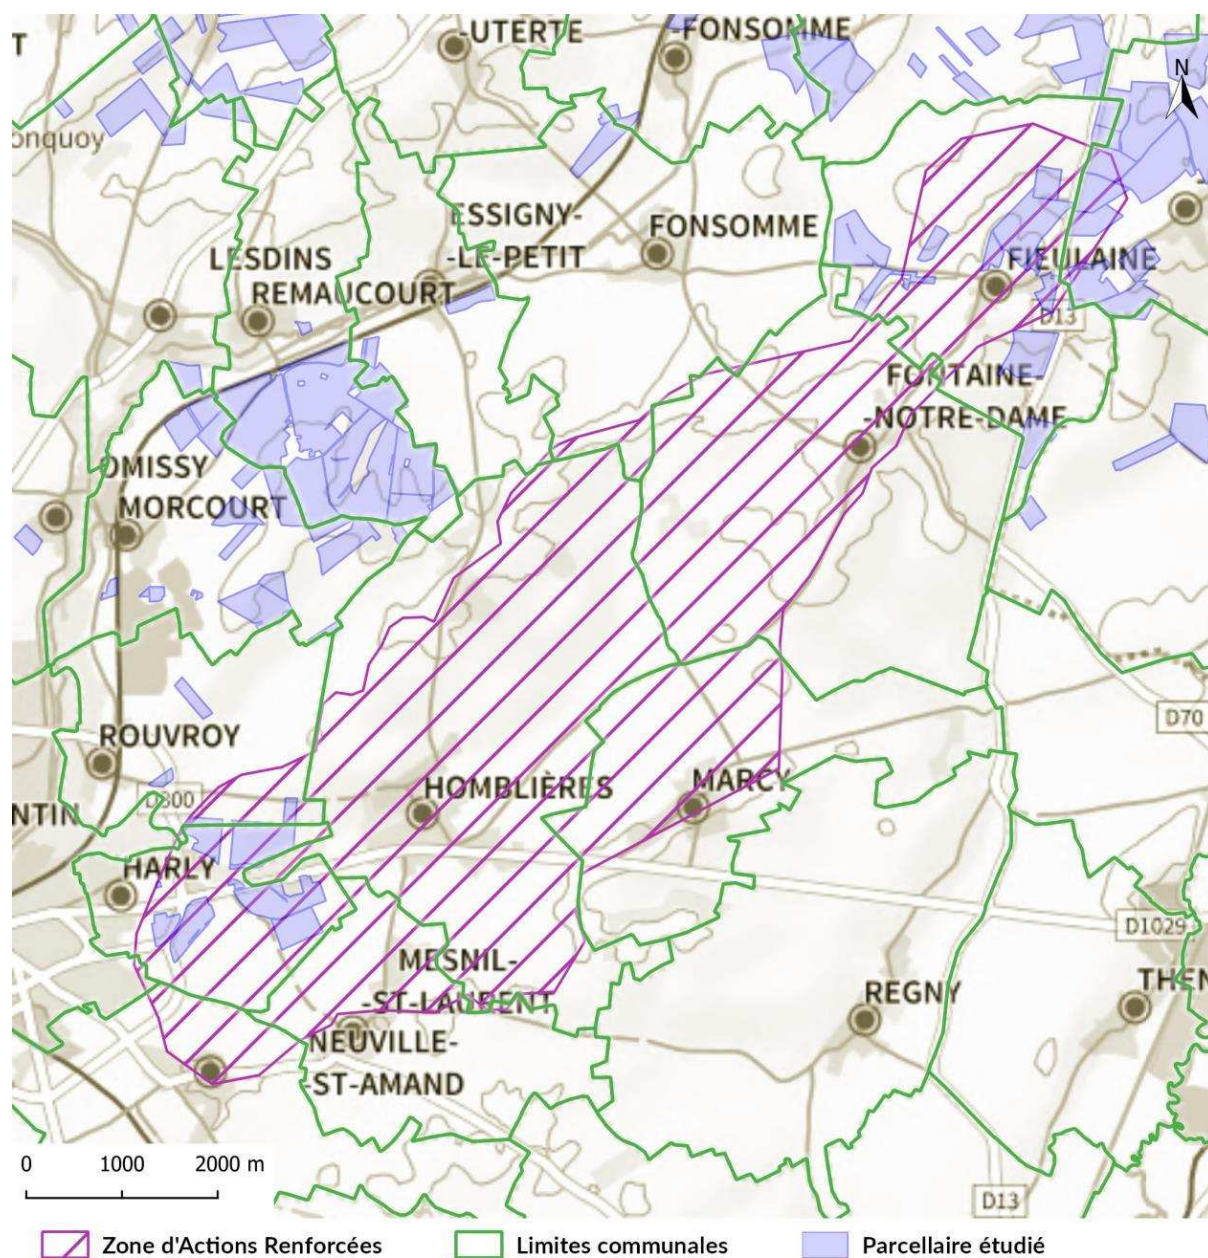 -UTERTE
-FONSOMME
T
N
onquoy
ESSIGNY-
-LE-PETIT
FONSOMME
LESDINS
REMAUCOURT
FIEULAINE
D13
FONTAINE-
-NOTRE-DAME
OMISSY
MORCOURT
D70
ROUVROY
D300
HOMBLIÈRES
MARCY
NTIN
HARLY
D1029
MESNIL-
-ST-LAURENT
REGNY
THEN
NEUVILLE-
-ST-AMAND
0 1000 2000 m
D13
Zone d'Actions Renforcées
Limites communales
Parcellaire étudié